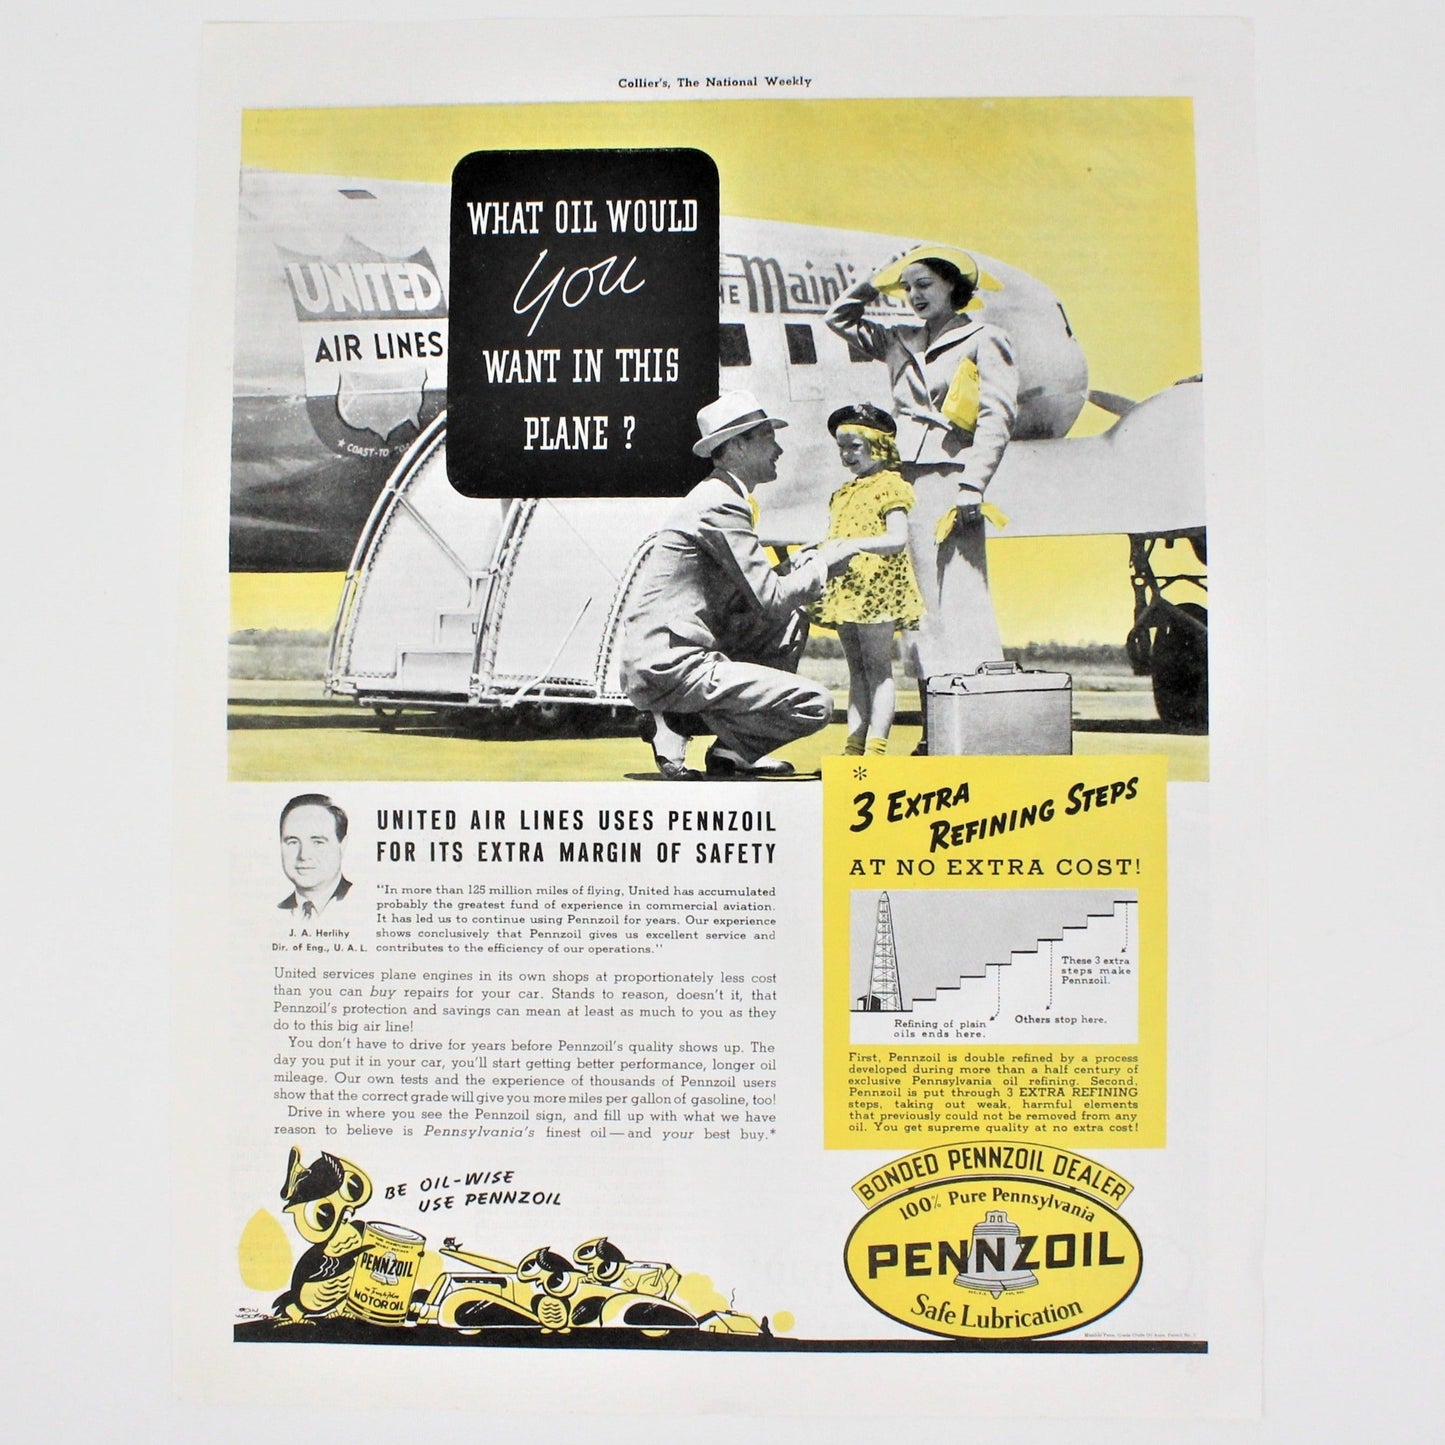 Collier's, The National Weekly
WHAT OIL WOULD
You
WANT IN THIS
PLANE ?
UNITED
AIR LINES
★ COAST-TO
HE Mainline
UNITED AIR LINES USES PENNZOIL
FOR ITS EXTRA MARGIN OF SAFETY
"In more than 125 million miles of flying, United has accumulated
probably the greatest fund of experience in commercial aviation.
It has led us to continue using Pennzoil for years. Our experience
shows conclusively that Pennzoil gives us excellent service and
contributes to the efficiency of our operations."
J. A. Herlihy
Dir. of Eng., U. A. L.
United services plane engines in its own shops at proportionately less cost
than you can buy repairs for your car. Stands to reason, doesn't it, that
Pennzoil's protection and savings can mean at least as much to you as they
do to this big air line!
You don't have to drive for years before Pennzoil's quality shows up. The
day you put it in your car, you'll start getting better performance, longer oil
mileage. Our own tests and the experience of thousands of Pennzoil users
show that the correct grade will give you more miles per gallon of gasoline, too!
Drive in where you see the Pennzoil sign, and fill up with what we have
reason to believe is Pennsylvania's finest oil — and your best buy.*
*
3 EXTRA
REFINING STEPS
AT NO EXTRA COST!
These 3 extra
steps make
Pennzoil.
Others stop here.
Refining of plain
oils ends here.
First, Pennzoil is double refined by a process
developed during more than a half century of
exclusive Pennsylvania oil refining. Second,
Pennzoil is put through 3 EXTRA REFINING
steps, taking out weak, harmful elements
that previously could not be removed from any
oil. You get supreme quality at no extra cost!
BE OIL-WISE
USE PENNZOIL
PENNZOIL
MOTOR OIL
BONDED PENNZOIL DEALER
100% Pure Pennsylvania
PENNZOIL
Safe Lubrication